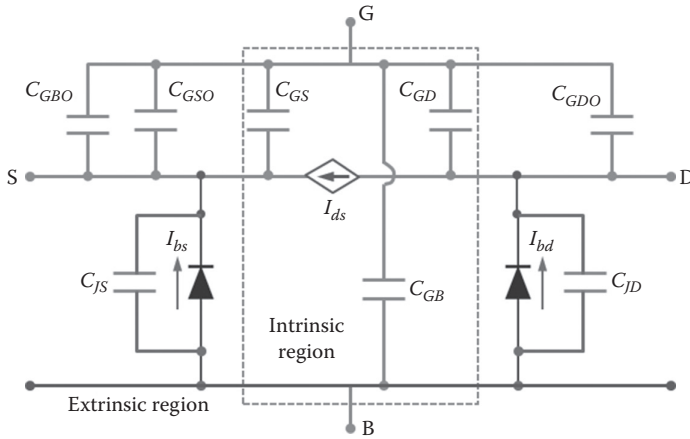 G
C_GBO
C_GSO
C_GS
C_GD
C_GDO
S
D
I_ds
I_bs
I_bd
C_JS
C_JD
C_GB
Intrinsic
region
Extrinsic region
B